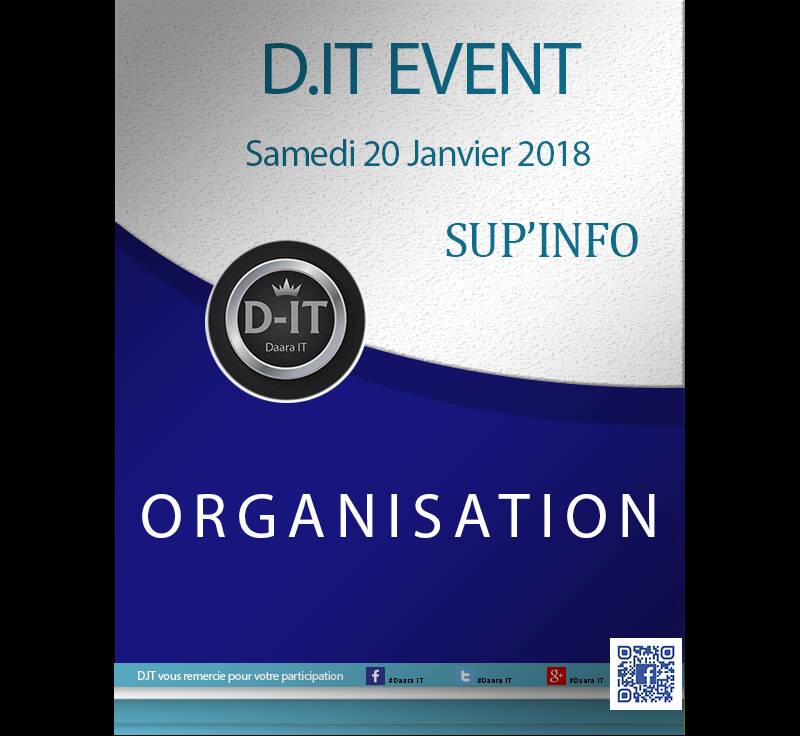 D.IT EVENT
Samedi 20 Janvier 2018
SUP'INFO
D-IT
Daara IT
ORGANISATION
D.IT vous remercie pour votre participation
#Daara IT
#Daara IT
#Daara IT